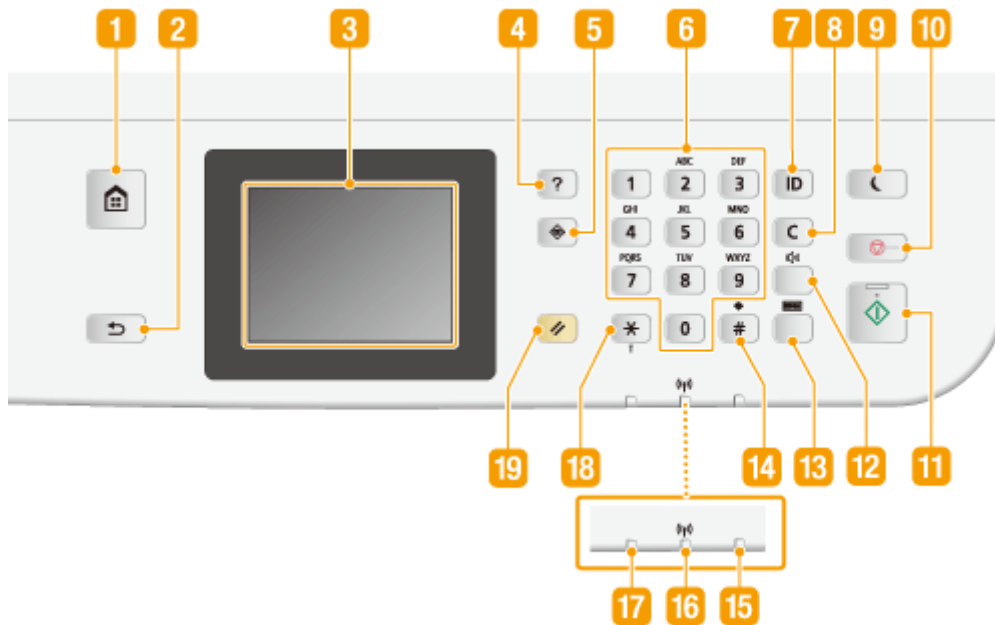 1 2 3 4 5 6 7 8 9 10
ABC DEF
? 1 2 3 ID
GHI JKL MNO
4 5 6 C
PQRS TUV WXYZ
7 8 9
* 0 #
T
19 18 14 13 12 11
17 16 15